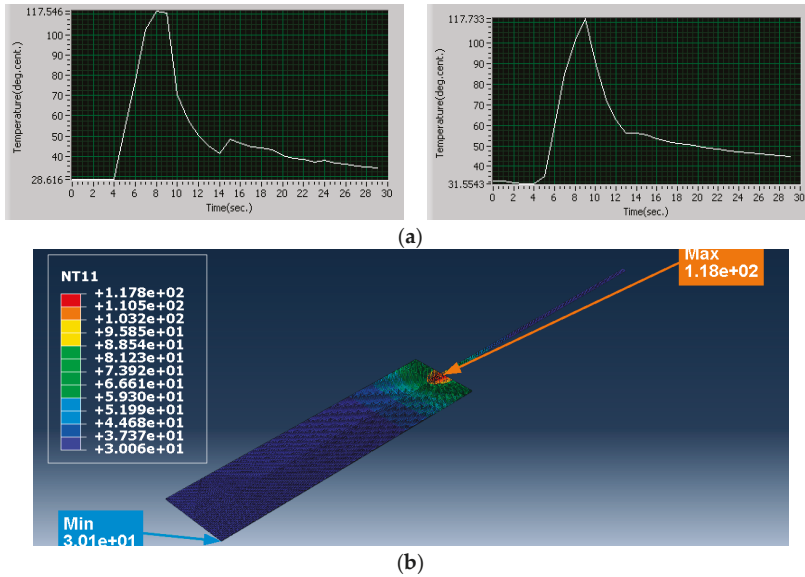 117.546
100
90
80
70
60
50
40
28.616
Temperature(deg.cent.)
0 2 4 6 8 10 12 14 16 18 20 22 24 26 28 30
Time(sec.)
117.733
100
90
80
70
60
50
40
31.5543
Temperature(deg.cent.)
0 2 4 6 8 10 12 14 16 18 20 22 24 26 28 30
Time(sec.)
(a)
NT11
+1.178e+02
+1.105e+02
+1.032e+02
+9.585e+01
+8.854e+01
+8.123e+01
+7.392e+01
+6.661e+01
+5.930e+01
+5.199e+01
+4.468e+01
+3.737e+01
+3.006e+01
Max
1.18e+02
Min
3.01e+01
(b)